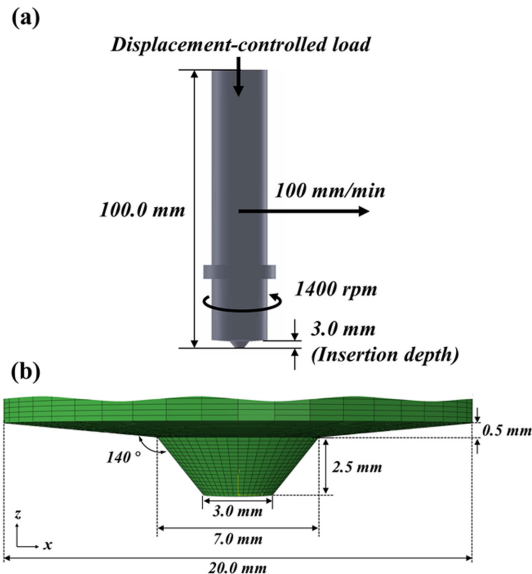 (a)
Displacement-controlled load
100 mm/min
100.0 mm
1400 rpm
3.0 mm
(Insertion depth)
(b)
0.5 mm
140°
2.5 mm
3.0 mm
z
7.0 mm
x
20.0 mm